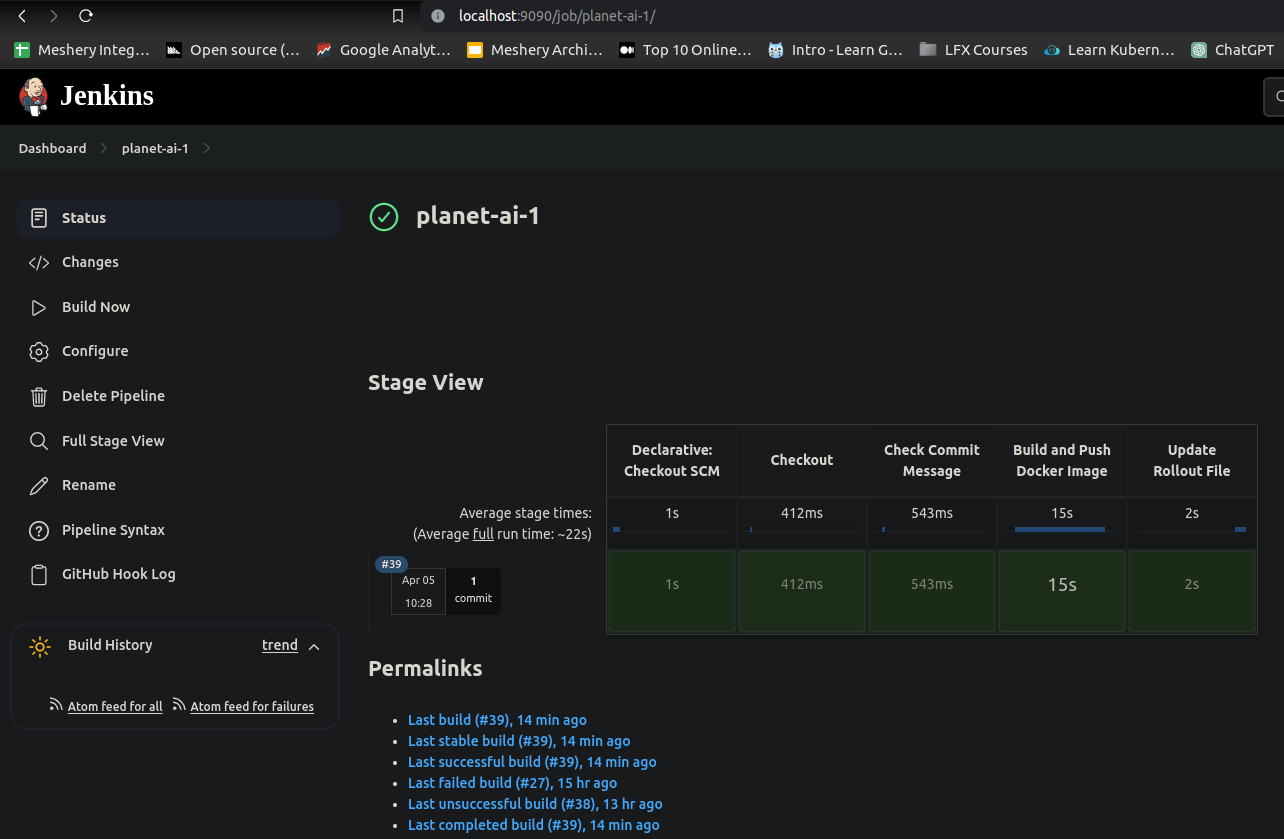 localhost:9090/job/planet-ai-1/
Meshery Integ... Open source (... Google Analyt... Meshery Archi... Top 10 Online... Intro - Learn G... LFX Courses Learn Kubern... ChatGPT
Jenkins
Dashboard planet-ai-1
Status
Changes
Build Now
Configure
Delete Pipeline
Full Stage View
Rename
Pipeline Syntax
GitHub Hook Log
Build History trend
Atom feed for all Atom feed for failures
planet-ai-1
Stage View
Declarative: Checkout SCM
Checkout
Check Commit Message
Build and Push Docker Image
Update Rollout File
Average stage times:
(Average full run time: ~22s)
1s 412ms 543ms 15s 2s
#39
Apr 05
10:28
1
commit
1s 412ms 543ms 15s 2s
Permalinks
Last build (#39), 14 min ago
Last stable build (#39), 14 min ago
Last successful build (#39), 14 min ago
Last failed build (#27), 15 hr ago
Last unsuccessful build (#38), 13 hr ago
Last completed build (#39), 14 min ago